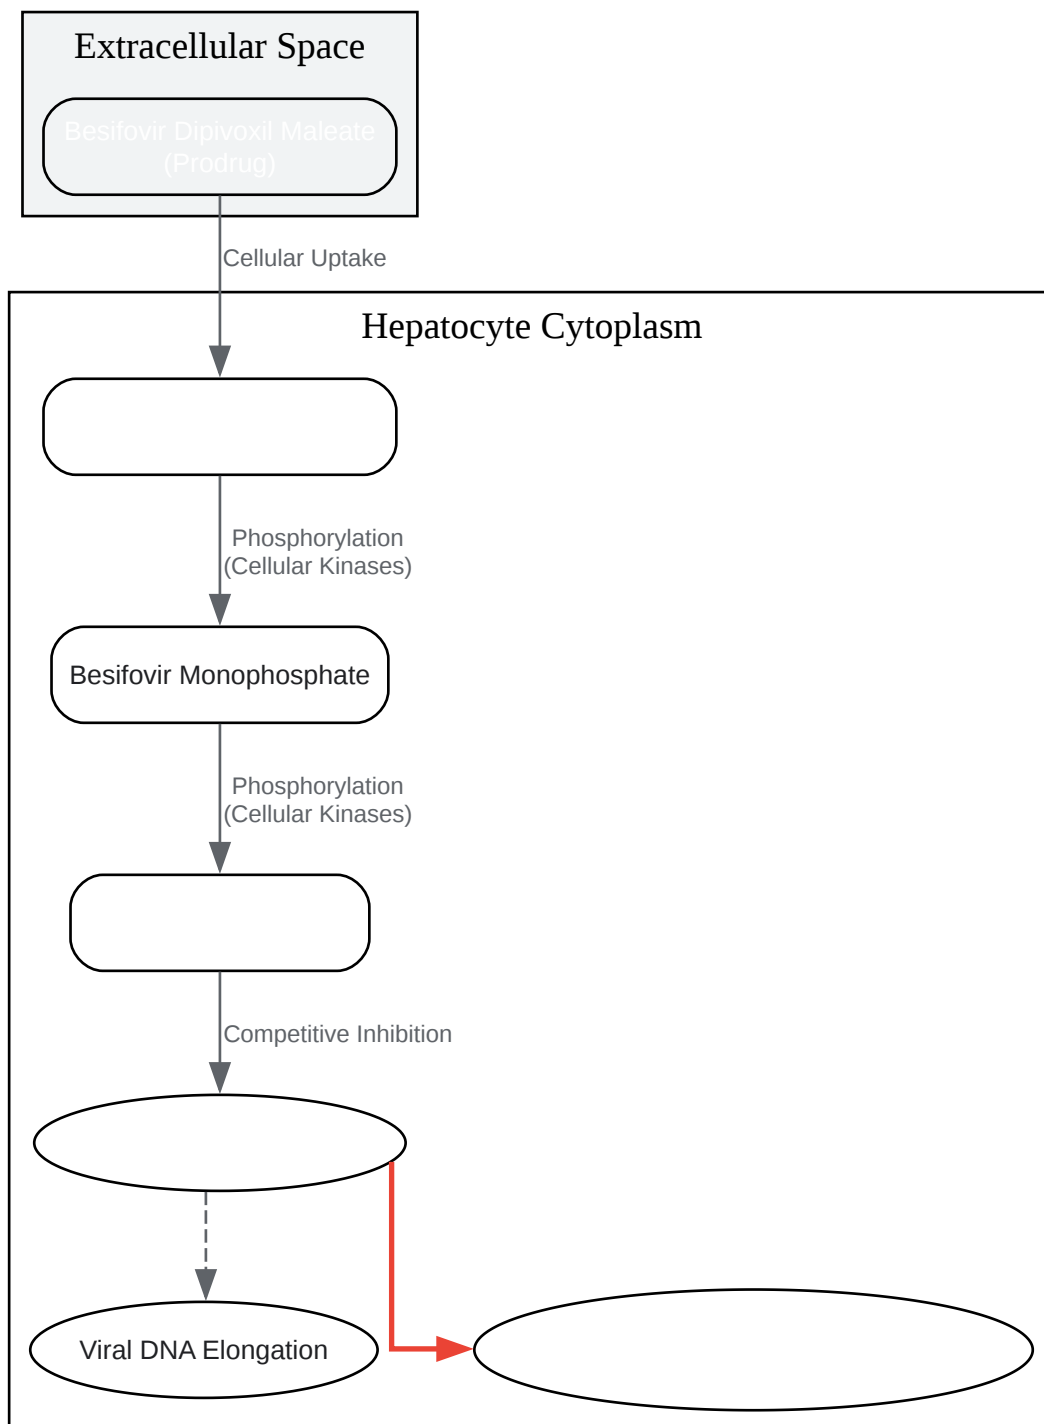 Extracellular Space
Besifovir Dipivoxil Maleate
(Prodrug)
Cellular Uptake
Hepatocyte Cytoplasm
Phosphorylation
(Cellular Kinases)
Besifovir Monophosphate
Phosphorylation
(Cellular Kinases)
Competitive Inhibition
Viral DNA Elongation